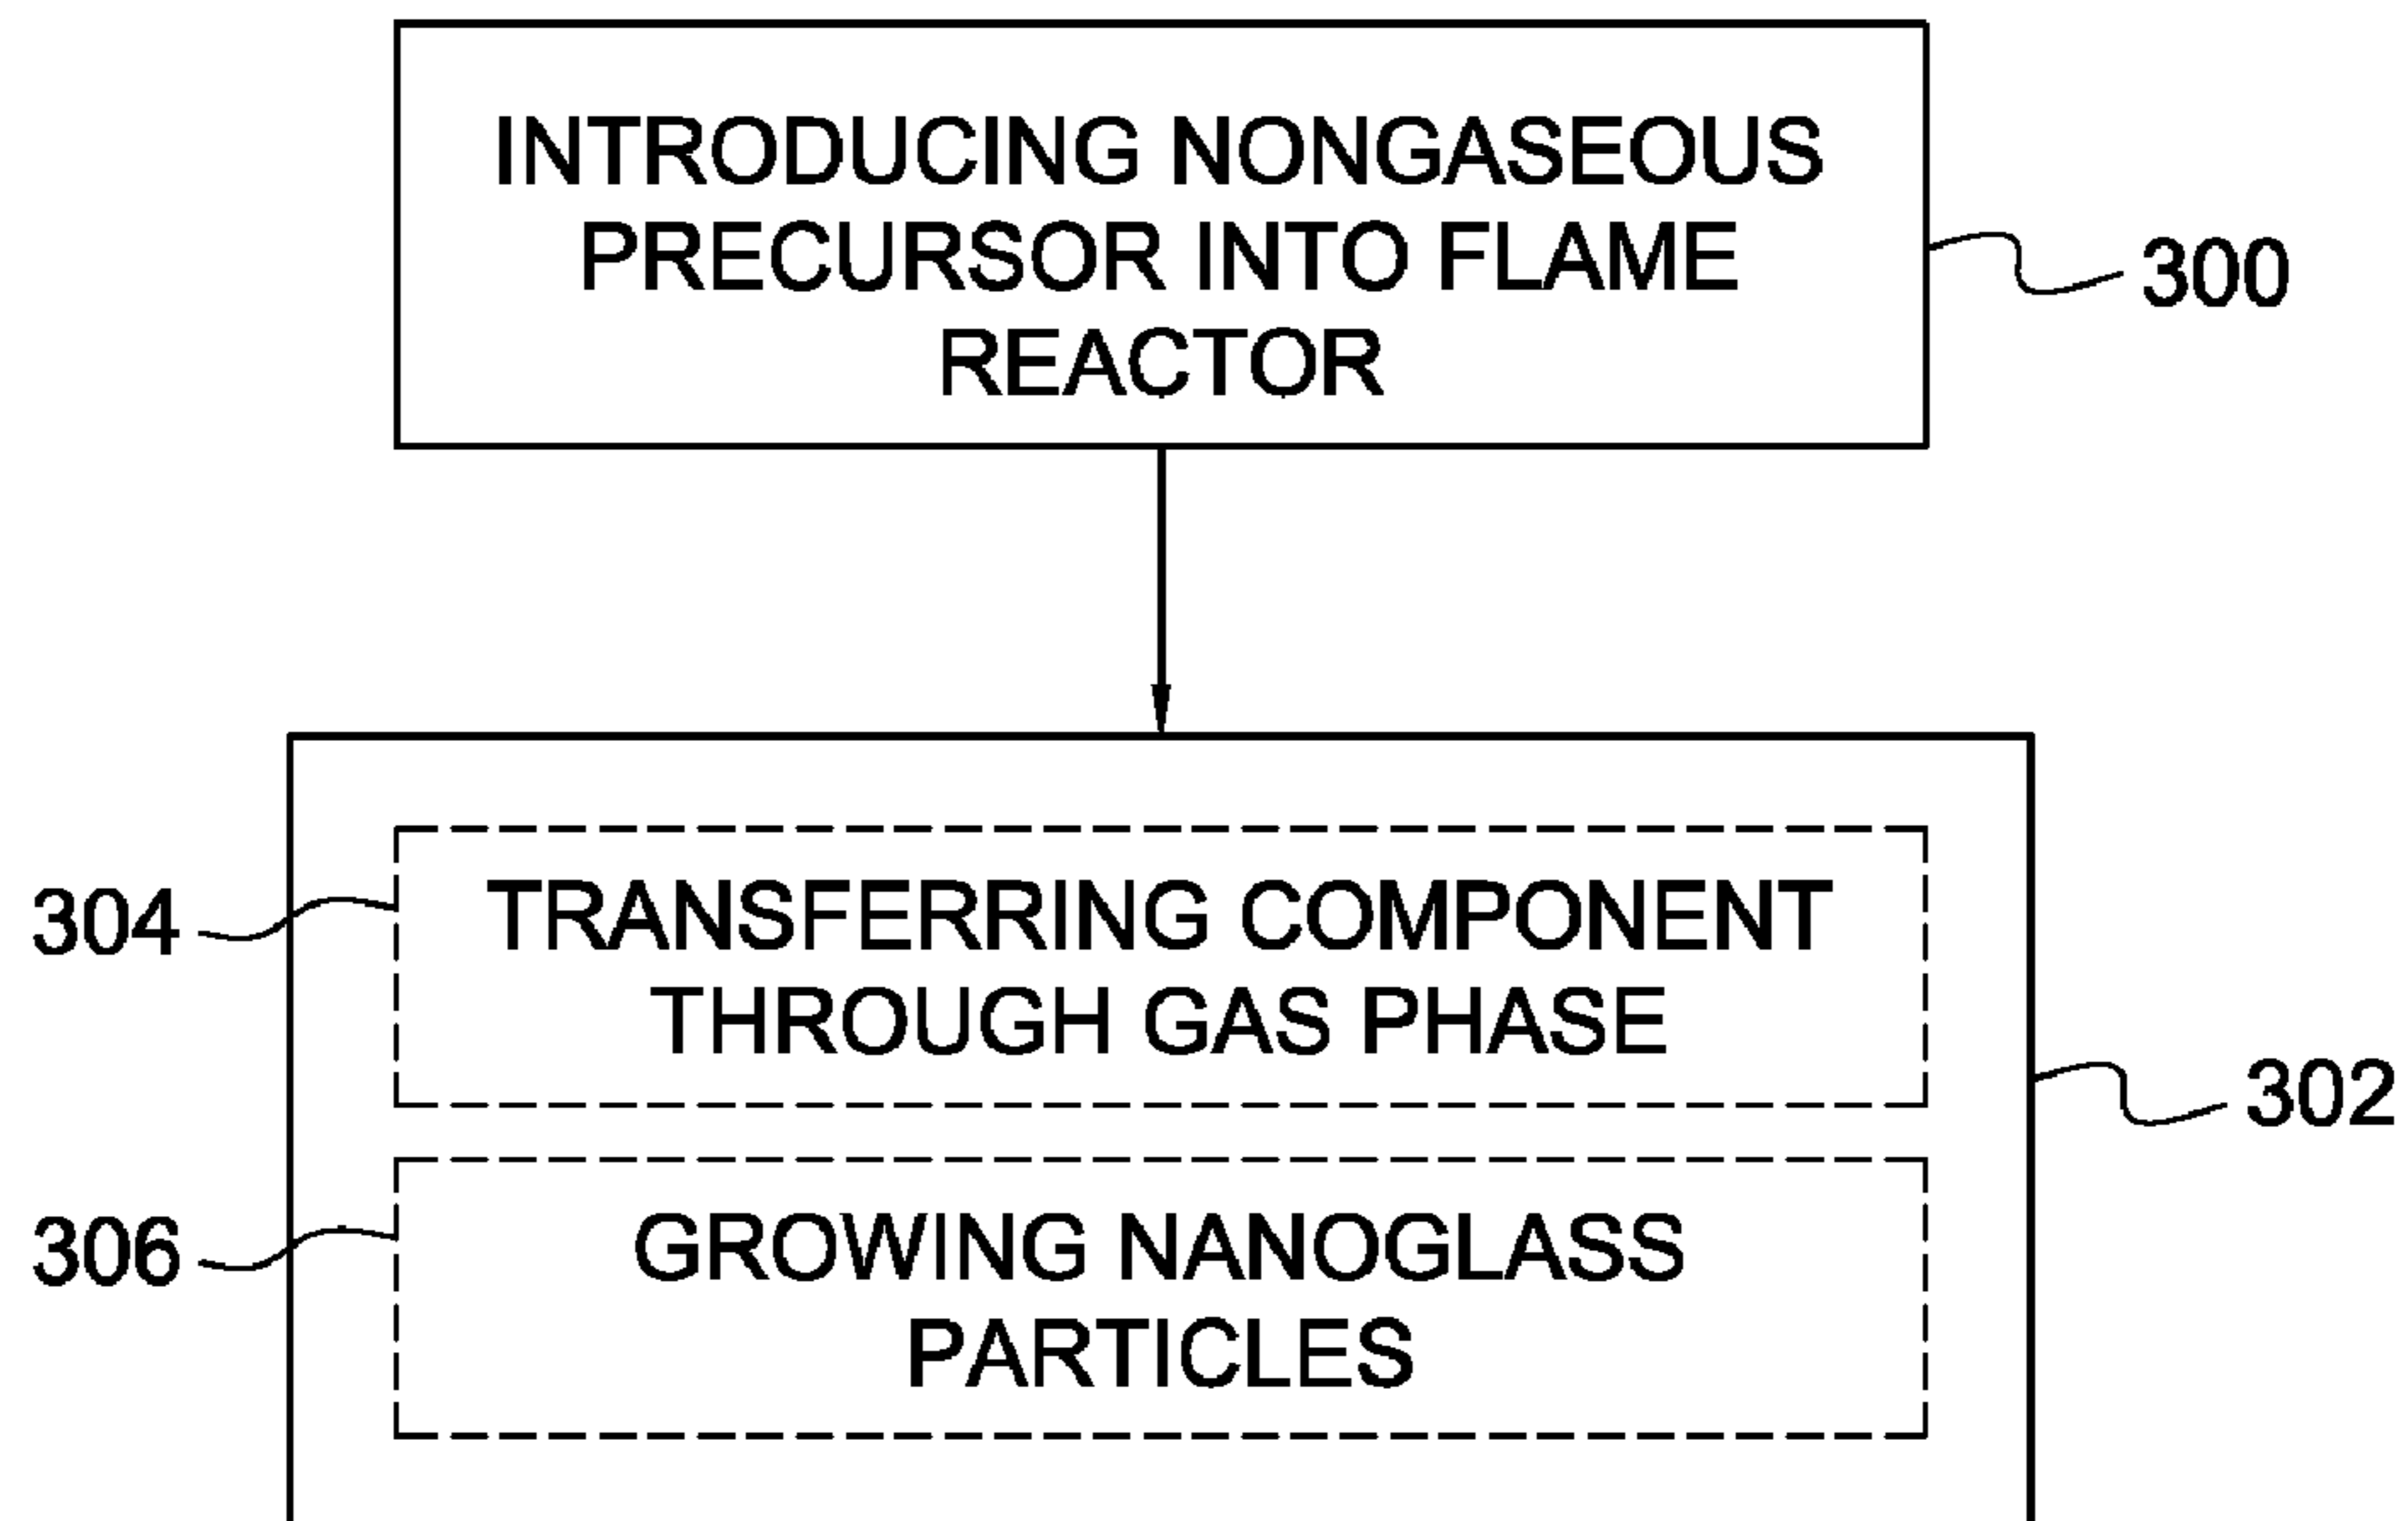 INTRODUCING NONGASEOUS
PRECURSOR INTO FLAME
REACTOR
300
304
TRANSFERRING COMPONENT
THROUGH GAS PHASE
302
306
GROWING NANOGLASS
PARTICLES